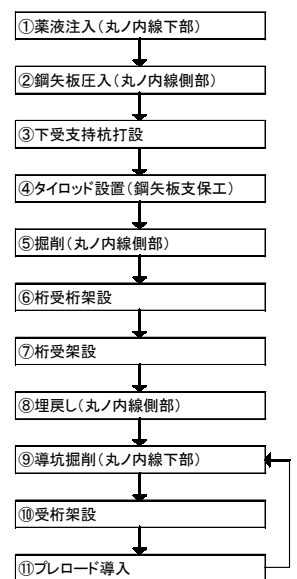 ①薬液注入(丸ノ内線下部)
②鋼矢板圧入(丸ノ内線側部)
③下受支持杭打設
④タイロッド設置(鋼矢板支保工)
⑤掘削(丸ノ内線側部)
⑥桁受桁架設
⑦桁受架設
⑧埋戻し(丸ノ内線側部)
⑨導坑掘削(丸ノ内線下部)
⑩受桁架設
⑪プレロード導入